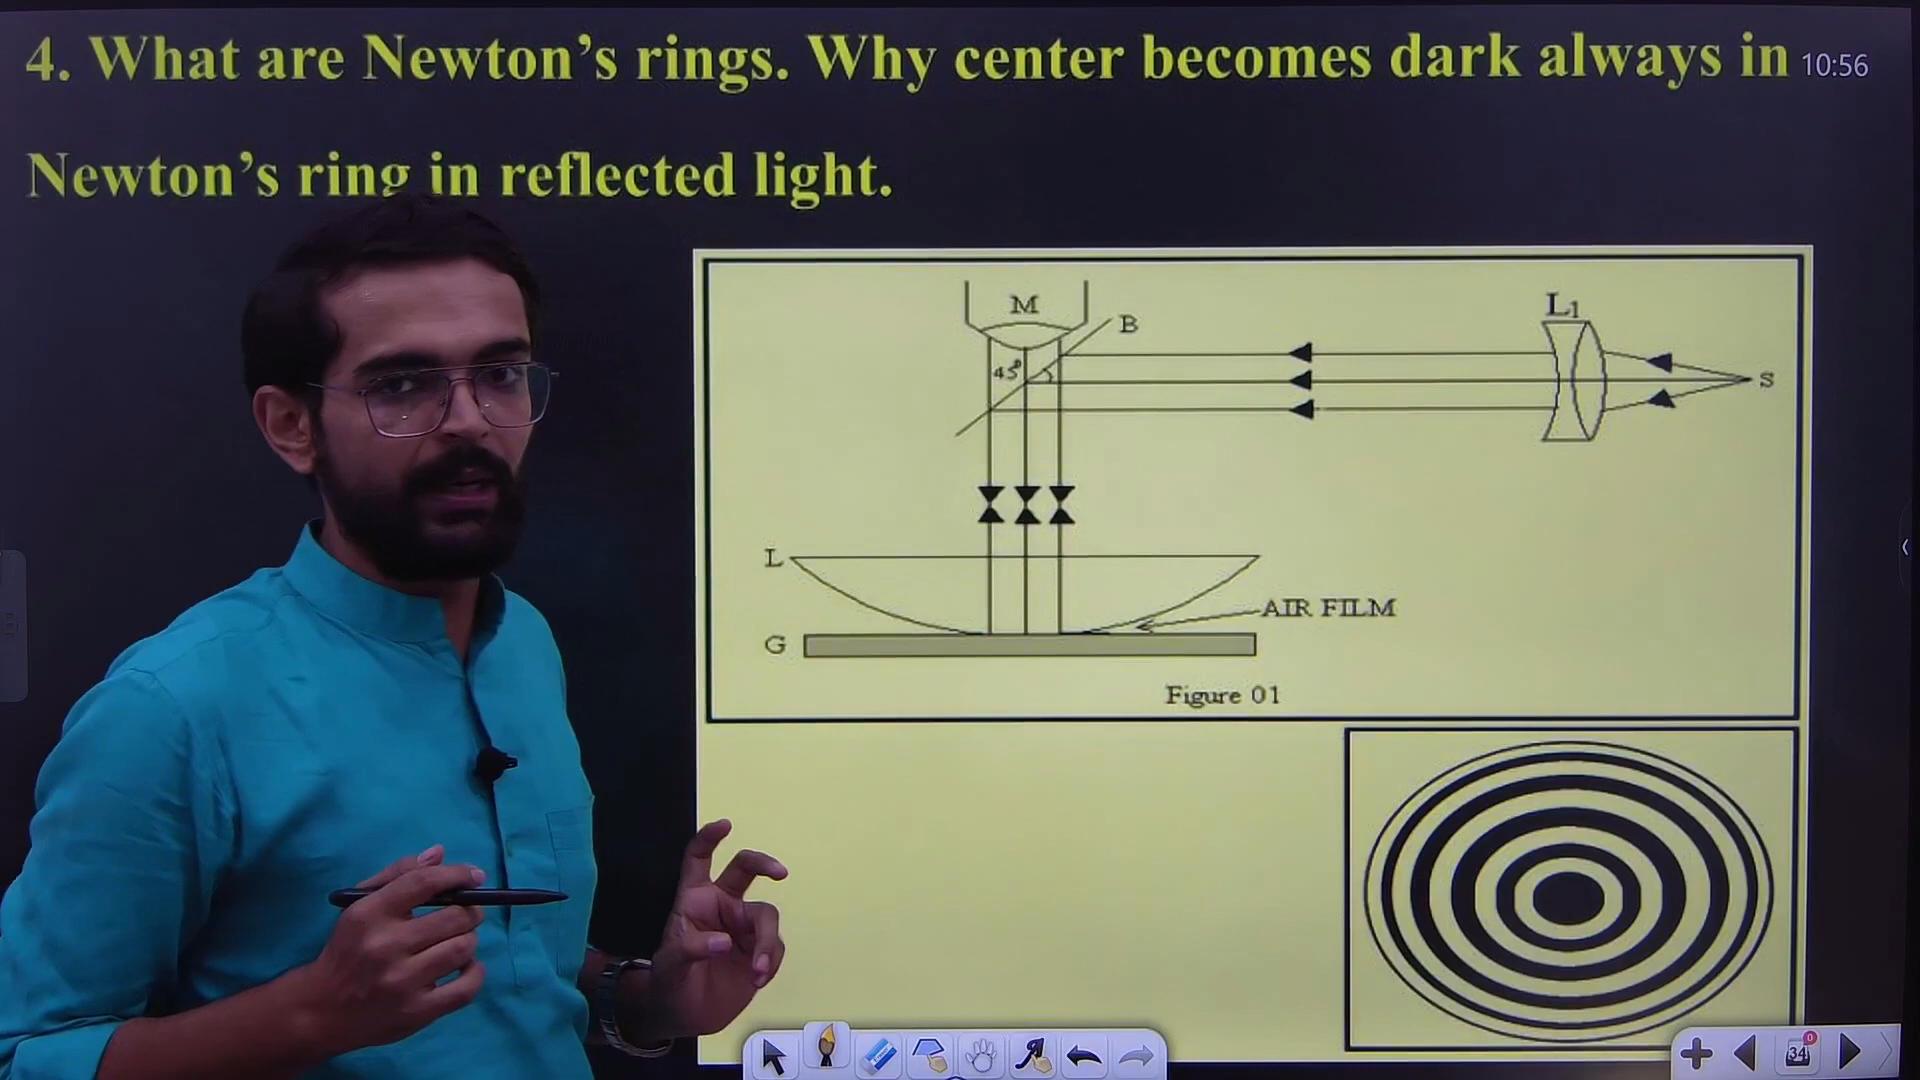 4. What are Newton's rings. Why center becomes dark always in
10:56
Newton's ring in reflected light.
M
B
L1
45°
S
L
AIR FILM
G
Figure 01
34
0